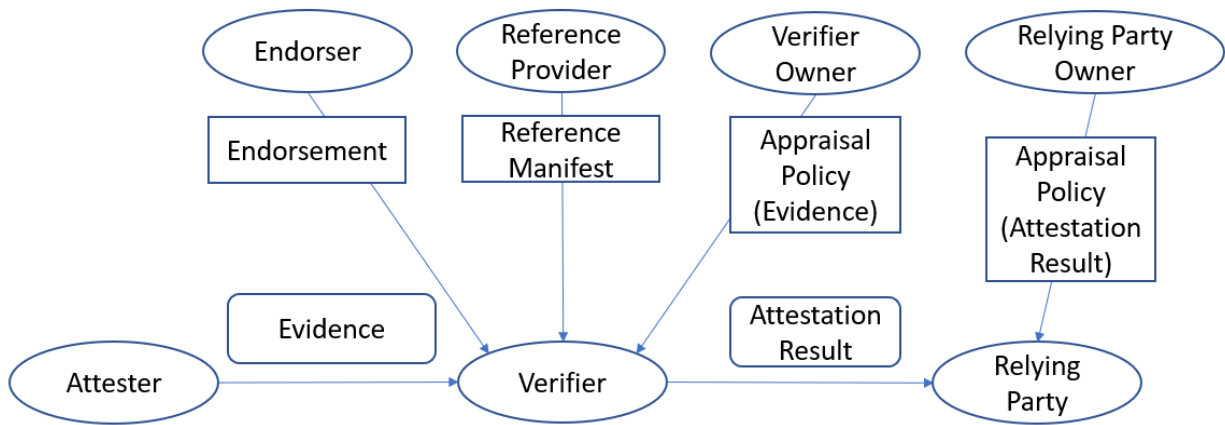 Endorser
Reference
Provider
Verifier
Owner
Relying Party
Owner
Endorsement
Reference
Manifest
Appraisal
Policy
(Evidence)
Appraisal
Policy
(Attestation
Result)
Evidence
Attestation
Result
Attester
Verifier
Relying
Party